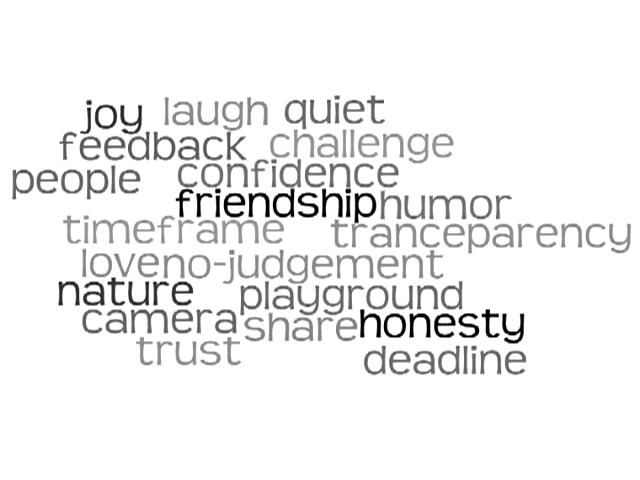 joy laugh quiet
feedback challenge
people confidence
friendship humor
timeframe tranceparency
love no-judgement
nature playground
camera share honesty
trust deadline